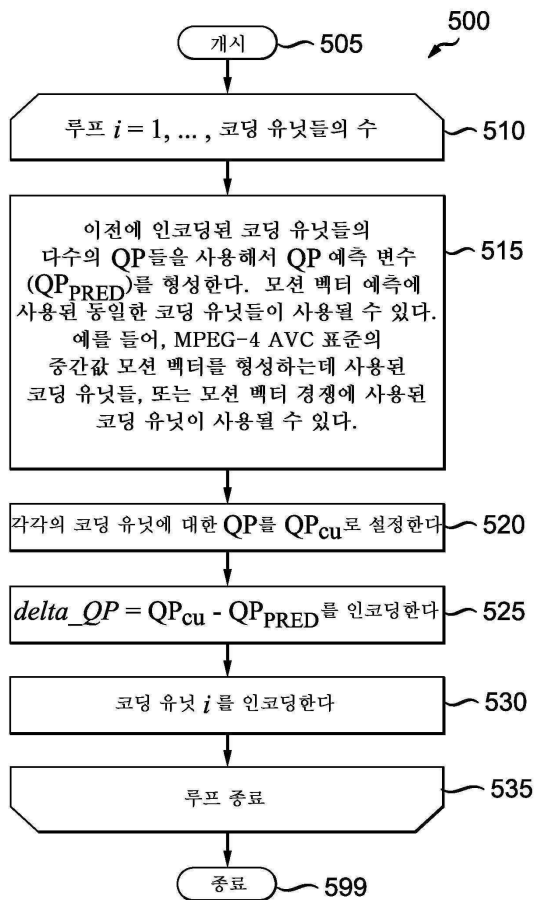 500
개시 505
루프 i = 1, ... , 코딩 유닛들의 수 510
이전에 인코딩된 코딩 유닛들의
다수의 QP들을 사용해서 QP 예측 변수
(QP_PRED)를 형성한다. 모션 벡터 예측에
사용된 동일한 코딩 유닛들이 사용될 수 있다.
예를 들어, MPEG-4 AVC 표준의
중간값 모션 벡터를 형성하는데 사용된
코딩 유닛들, 또는 모션 벡터 경쟁에 사용된
코딩 유닛이 사용될 수 있다.
515
각각의 코딩 유닛에 대한 QP를 QP_cu로 설정한다 520
delta_QP = QP_cu - QP_PRED를 인코딩한다 525
코딩 유닛 i 를 인코딩한다 530
루프 종료 535
종료 599